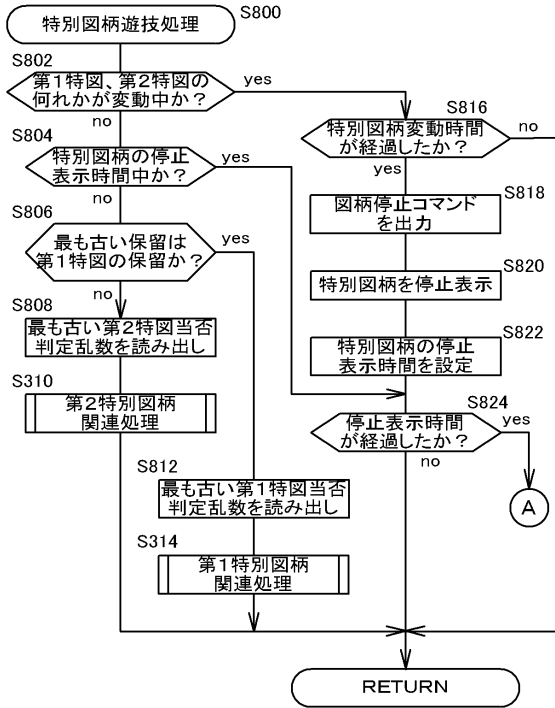 特別図柄遊技処理
S800
S802
第1特図、第2特図の
何れかが変動中か？
yes
no
S804
特別図柄の停止
表示時間中か？
yes
no
S806
最も古い保留は
第1特図の保留か？
yes
no
S808
最も古い第2特図当否
判定乱数を読み出し
S310
第2特別図柄
関連処理
S812
最も古い第1特図当否
判定乱数を読み出し
S314
第1特別図柄
関連処理
S816
特別図柄変動時間
が経過したか？
no
yes
S818
図柄停止コマンド
を出力
S820
特別図柄を停止表示
S822
特別図柄の停止
表示時間を設定
S824
停止表示時間
が経過したか？
yes
no
A
RETURN